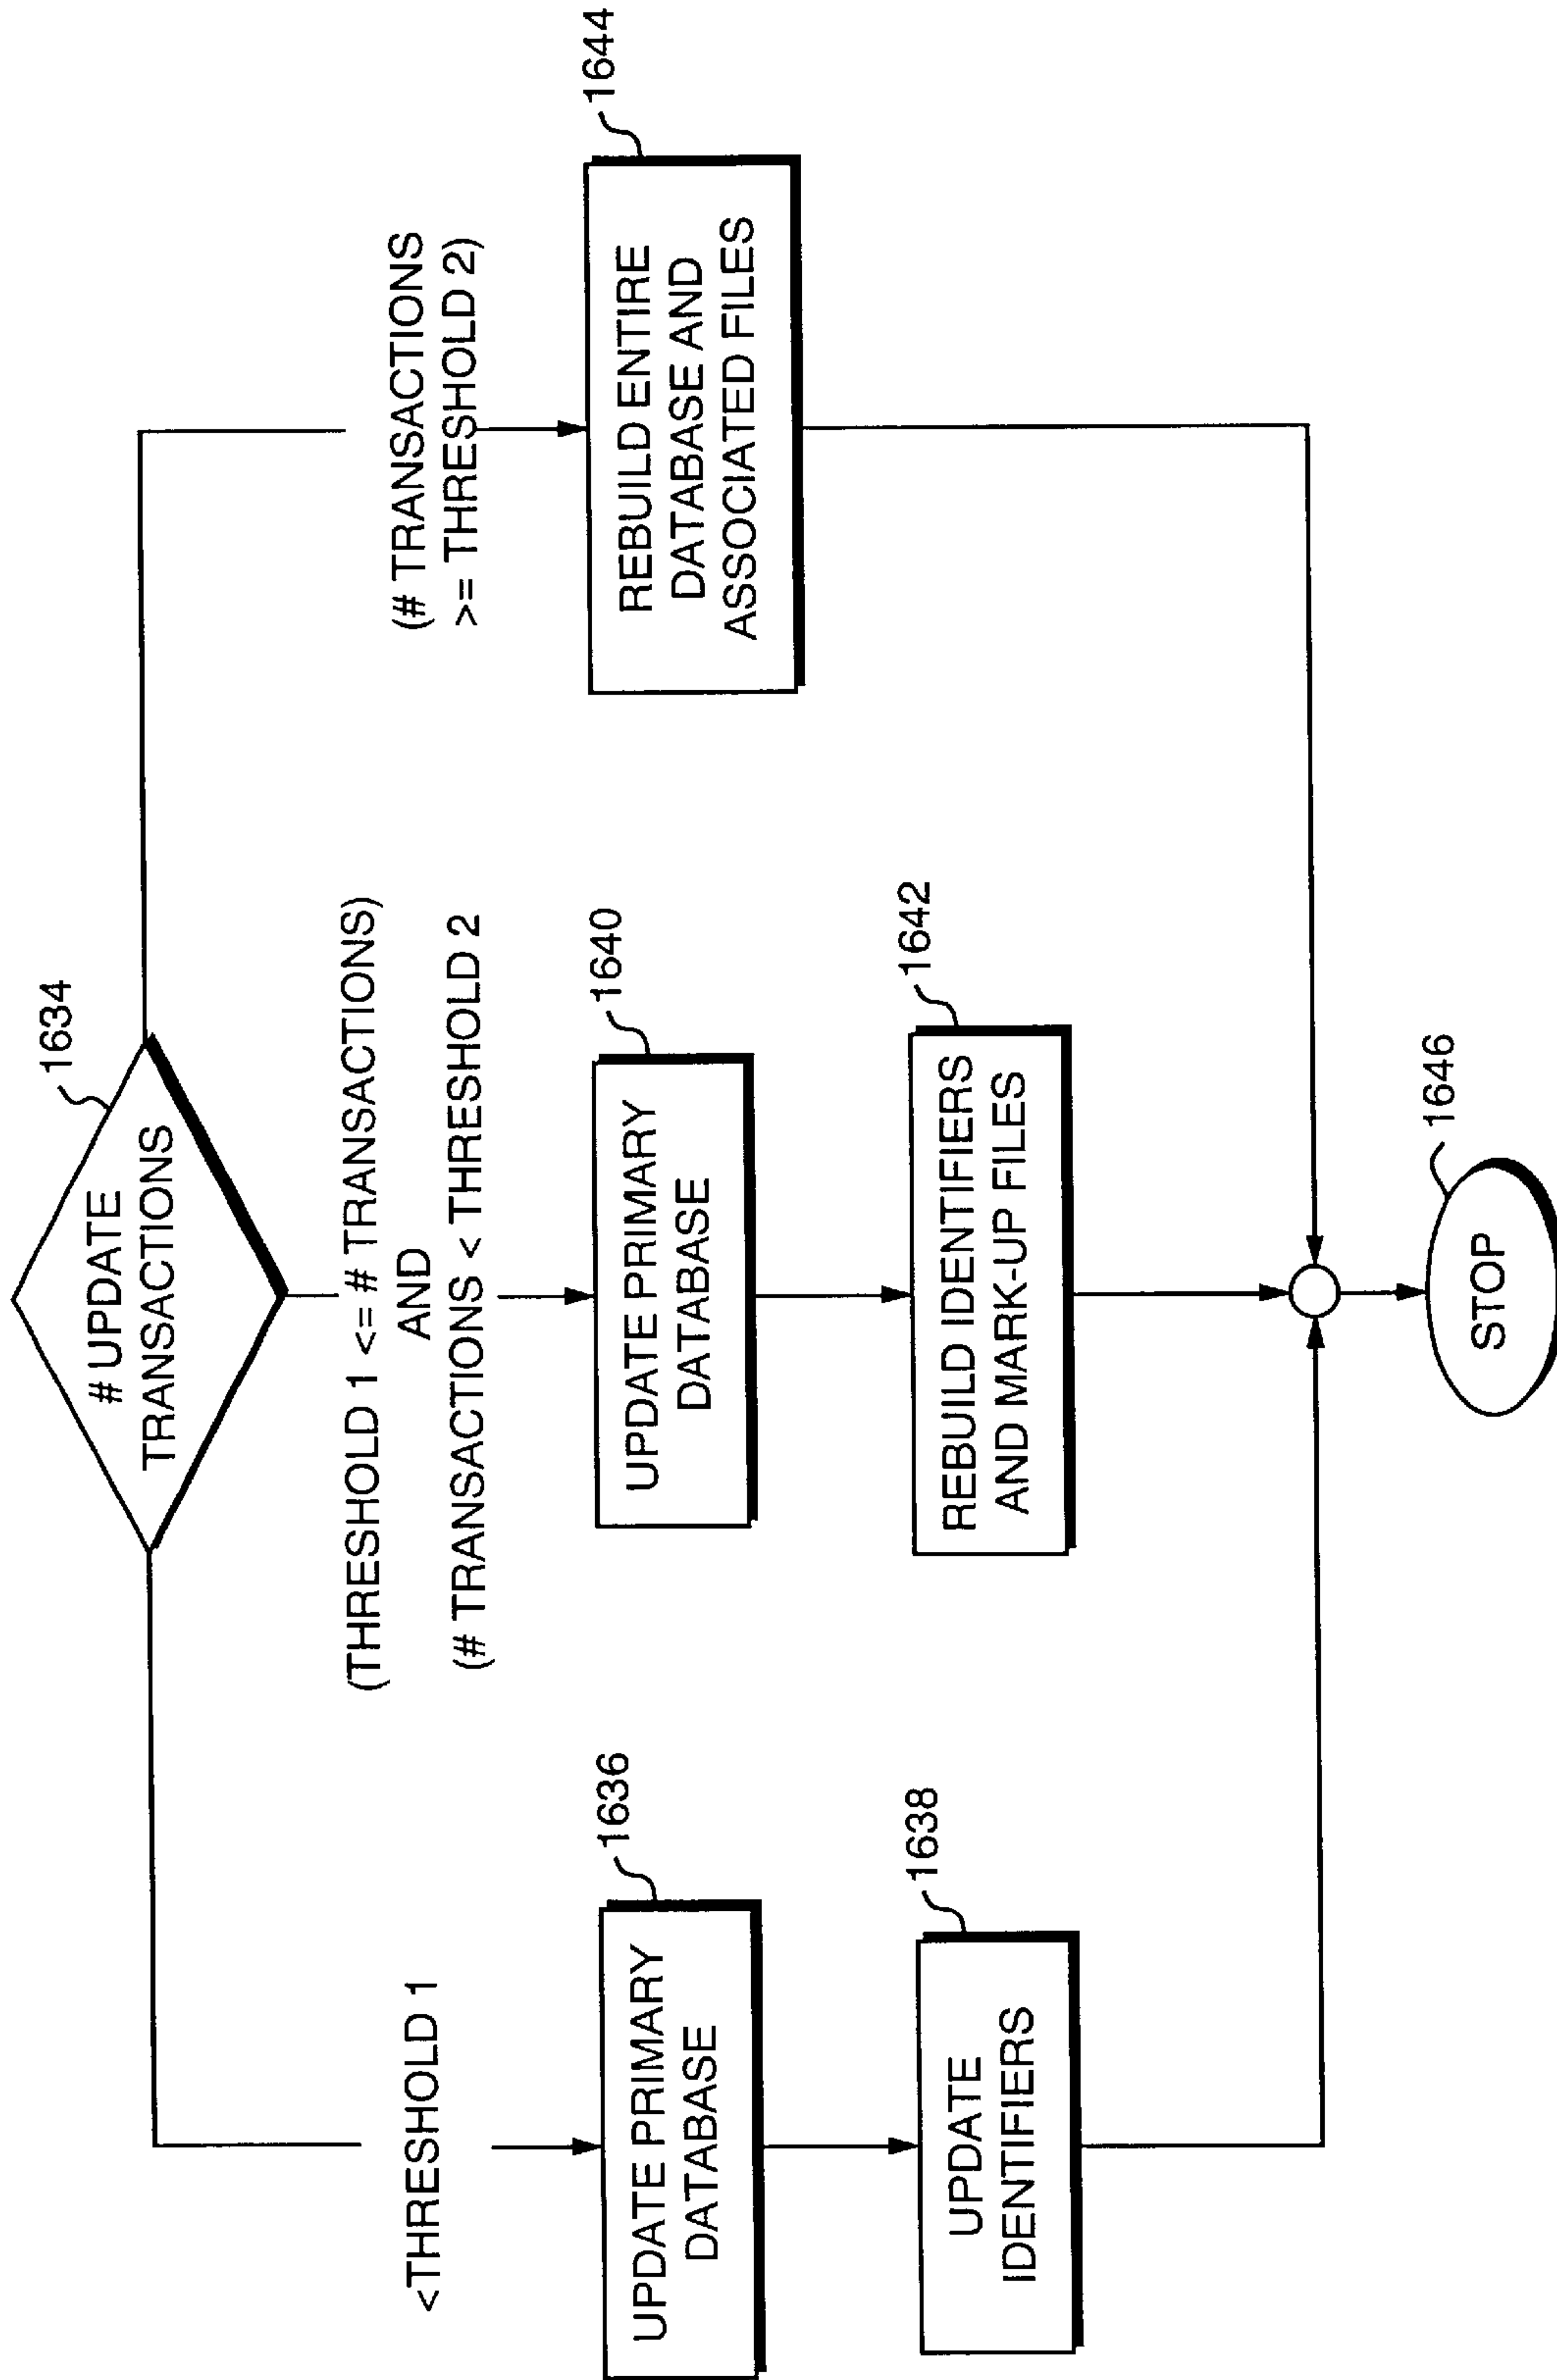 1634
# UPDATE
TRANSACTIONS
<THRESHOLD 1
(THRESHOLD 1 <= # TRANSACTIONS)
AND
(# TRANSACTIONS < THRESHOLD 2
(# TRANSACTIONS
>= THRESHOLD 2)
1636
UPDATE PRIMARY
DATABASE
1640
UPDATE PRIMARY
DATABASE
1644
REBUILD ENTIRE
DATABASE AND
ASSOCIATED FILES
1638
UPDATE
IDENTIFIERS
1642
REBUILD IDENTIFIERS
AND MARK-UP FILES
1646
STOP